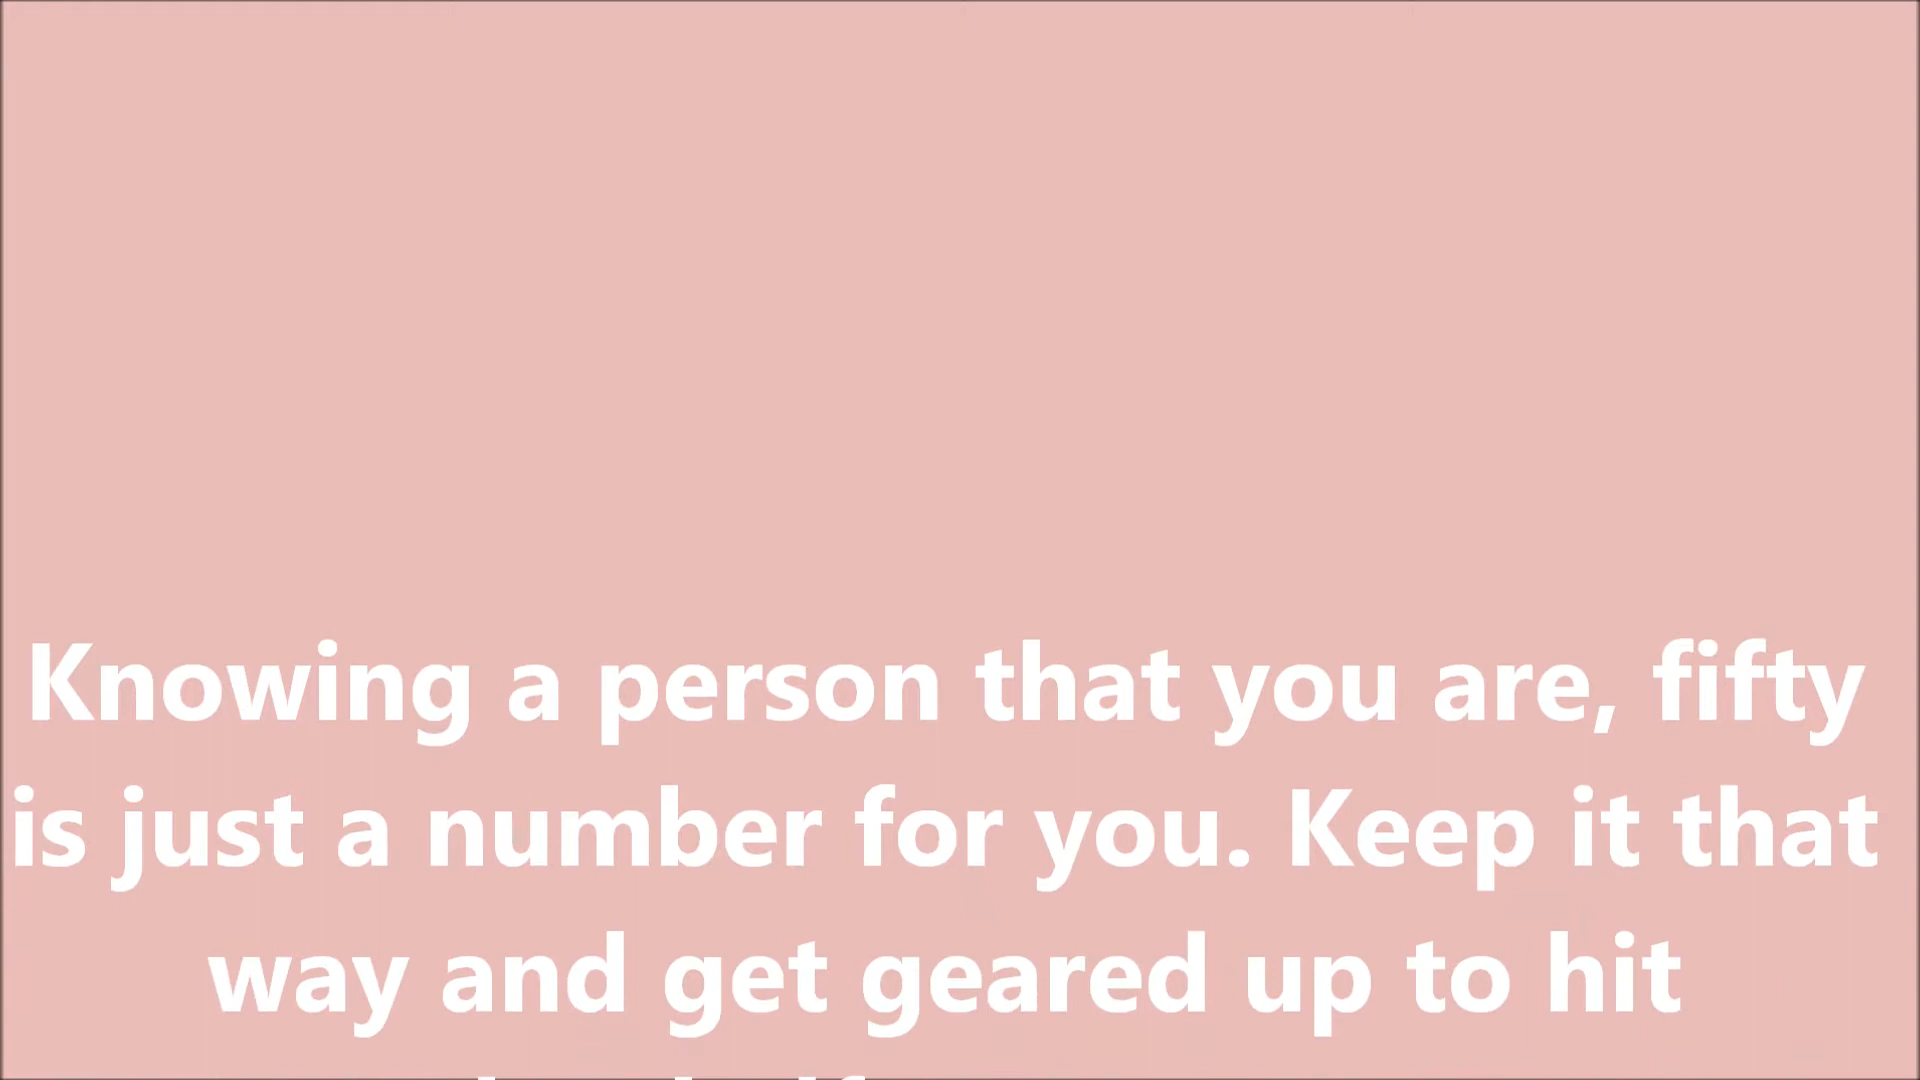 Knowing a person that you are, fifty
is just a number for you. Keep it that
way and get geared up to hit